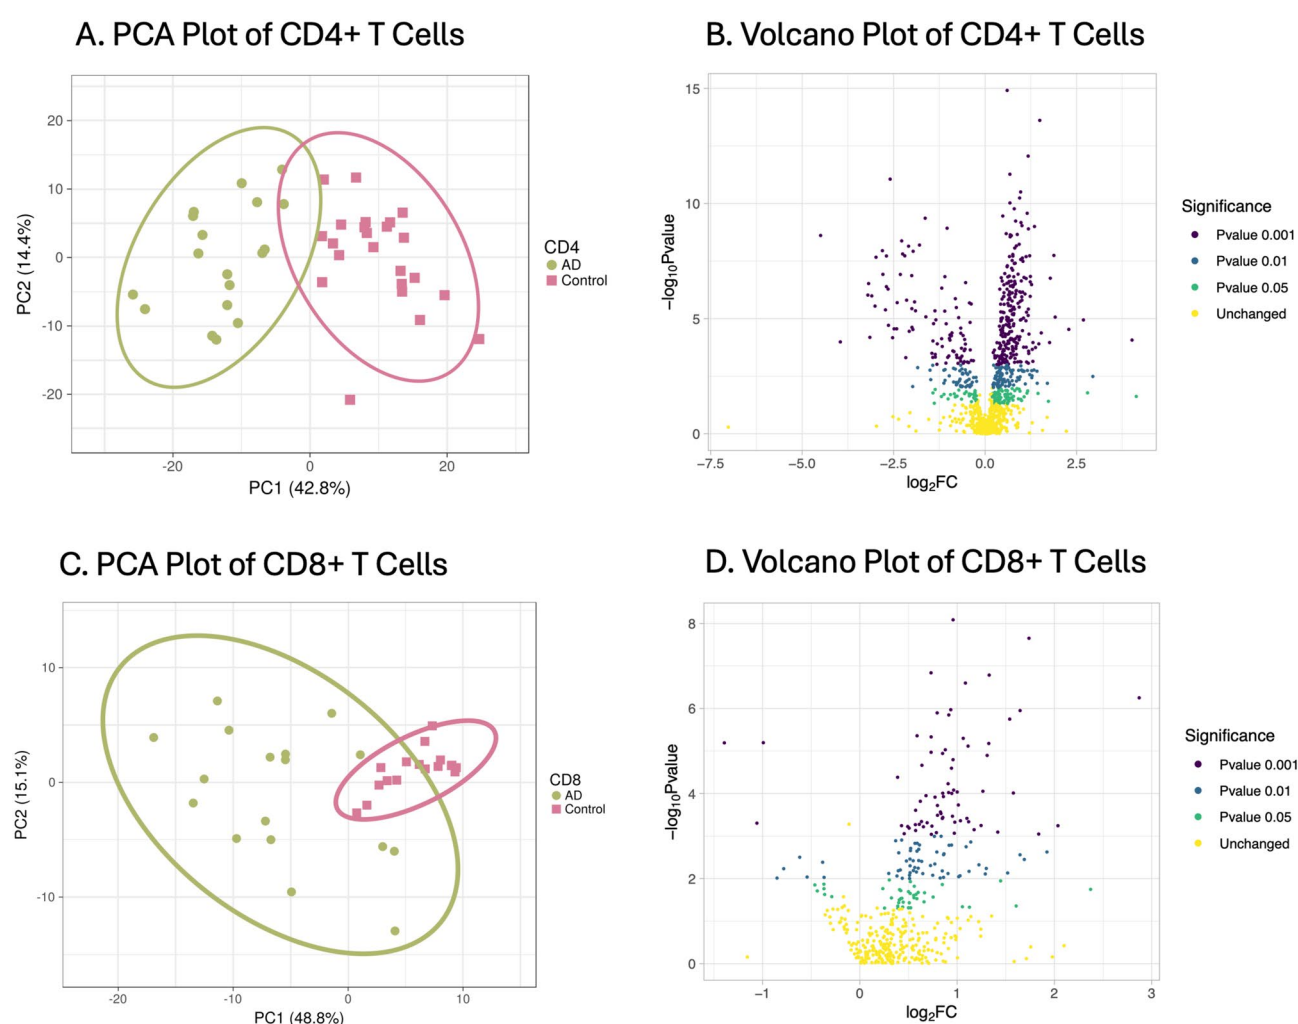 A. PCA Plot of CD4+ T Cells
20
10
0
-10
-20
-20
0
20
PC2 (14.4%)
PC1 (42.8%)
CD4
AD
Control
B. Volcano Plot of CD4+ T Cells
15
10
5
0
−7.5
−5.0
−2.5
0.0
2.5
−log10Pvalue
log2FC
Significance
Pvalue 0.001
Pvalue 0.01
Pvalue 0.05
Unchanged
C. PCA Plot of CD8+ T Cells
10
0
-10
-20
-10
0
10
PC2 (15.1%)
PC1 (48.8%)
CD8
AD
Control
D. Volcano Plot of CD8+ T Cells
8
6
4
2
0
−1
0
1
2
3
−log10Pvalue
log2FC
Significance
Pvalue 0.001
Pvalue 0.01
Pvalue 0.05
Unchanged